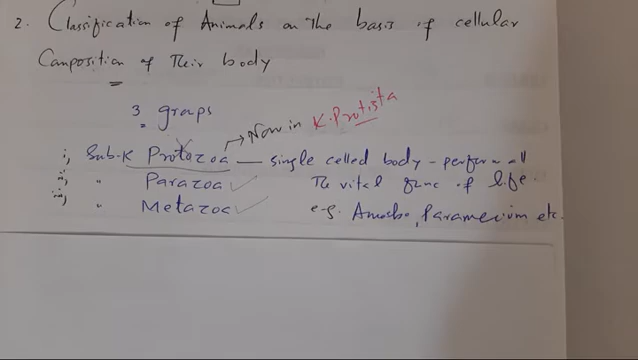 2. Classification of Animals on the basis of cellular
Composition of Their body
3 groups
→ Now in K.Protista
i, Sub-K Protozoa — single celled body - perform all
The vital func of life.
ii, " Parazoa ✓
iii, " Metazoa ✓
e-g. Amoeba, Paramecium etc.